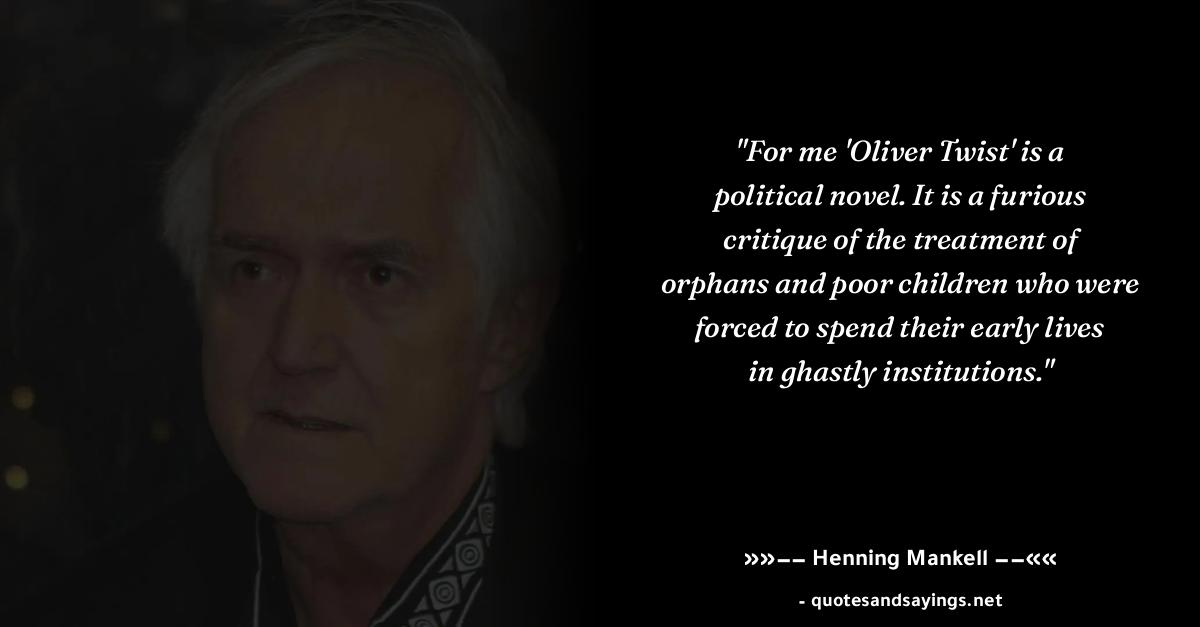 "For me 'Oliver Twist' is a
political novel. It is a furious
critique of the treatment of
orphans and poor children who were
forced to spend their early lives
in ghastly institutions."
»»−− Henning Mankell −−««
- quotesandsayings.net